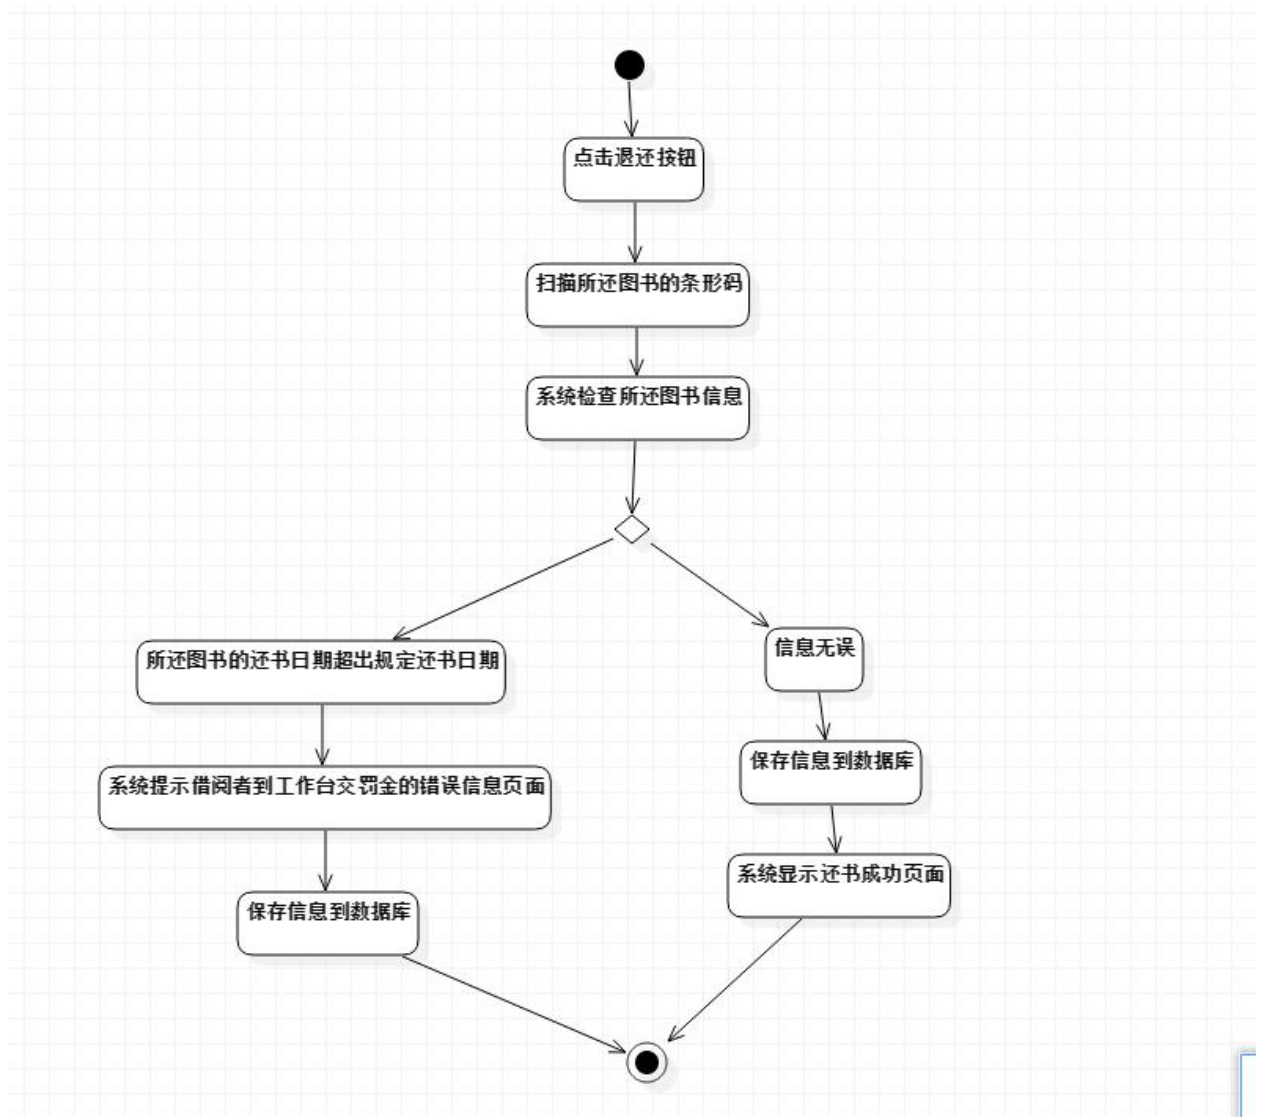 点击退还按钮
扫描所还图书的条形码
系统检查所还图书信息
所还图书的还书日期超出规定还书日期
信息无误
系统提示借阅者到工作台交罚金的错误信息页面
保存信息到数据库
系统显示还书成功页面
保存信息到数据库